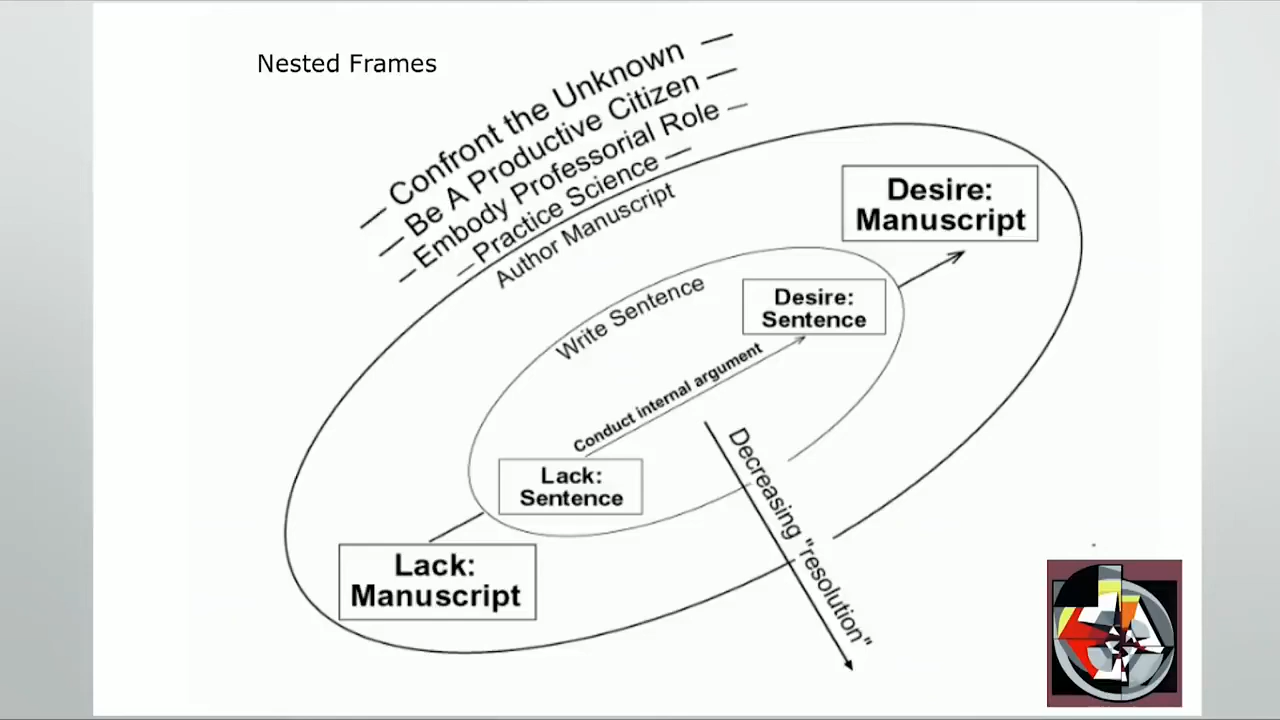 Nested Frames
Confront the Unknown
Be A Productive Citizen
Embody Professorial Role
Practice Science
Author Manuscript
Desire:
Manuscript
Write Sentence
Desire:
Sentence
Conduct internal argument
Lack:
Sentence
Decreasing "resolution"
Lack:
Manuscript